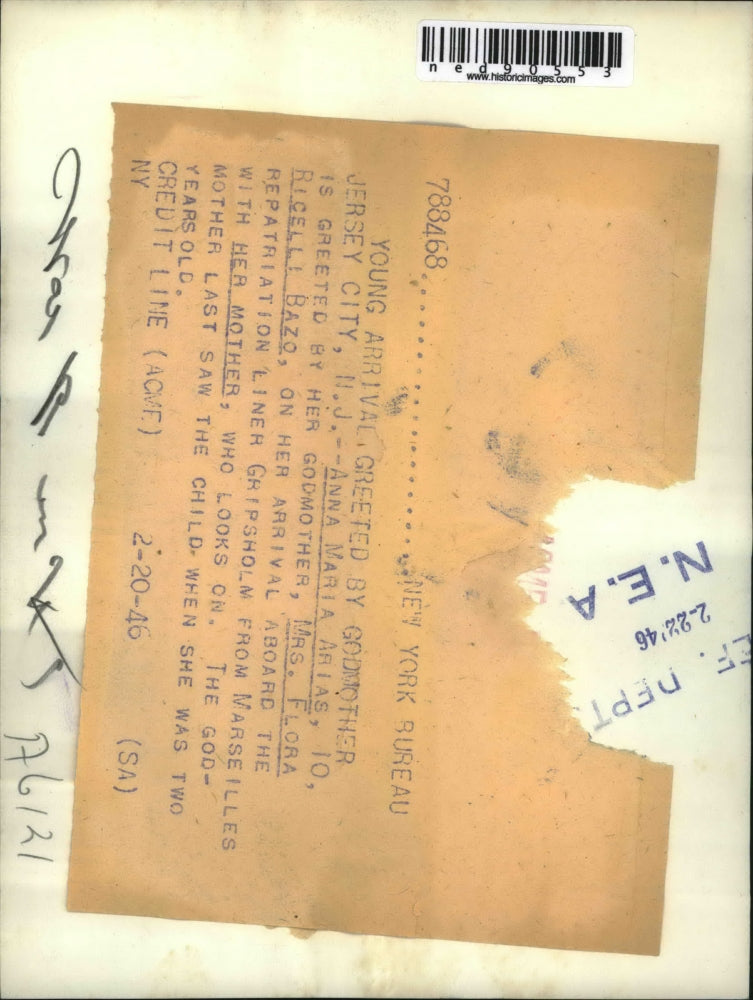 ned90553
www.historicimages.com
788468....................NEW YORK BUREAU
YOUNG ARRIVAL GREETED BY GODMOTHER
JERSEY CITY, N.J.--ANNA MARIA ARIAS, 10,
IS GREETED BY HER GODMOTHER, MRS. FLORA
RICELLI BAZO, ON HER ARRIVAL ABOARD THE
REPATRIATION LINER GRIPSHOLM FROM MARSEILLES
WITH HER MOTHER, WHO LOOKS ON. THE GOD-
MOTHER LAST SAW THE CHILD WHEN SHE WAS TWO
YEARS OLD.
CREDIT LINE (ACME) 2-20-46 (SA)
NY
N.E.A
2-22'46
EF. DEPT.
A6121